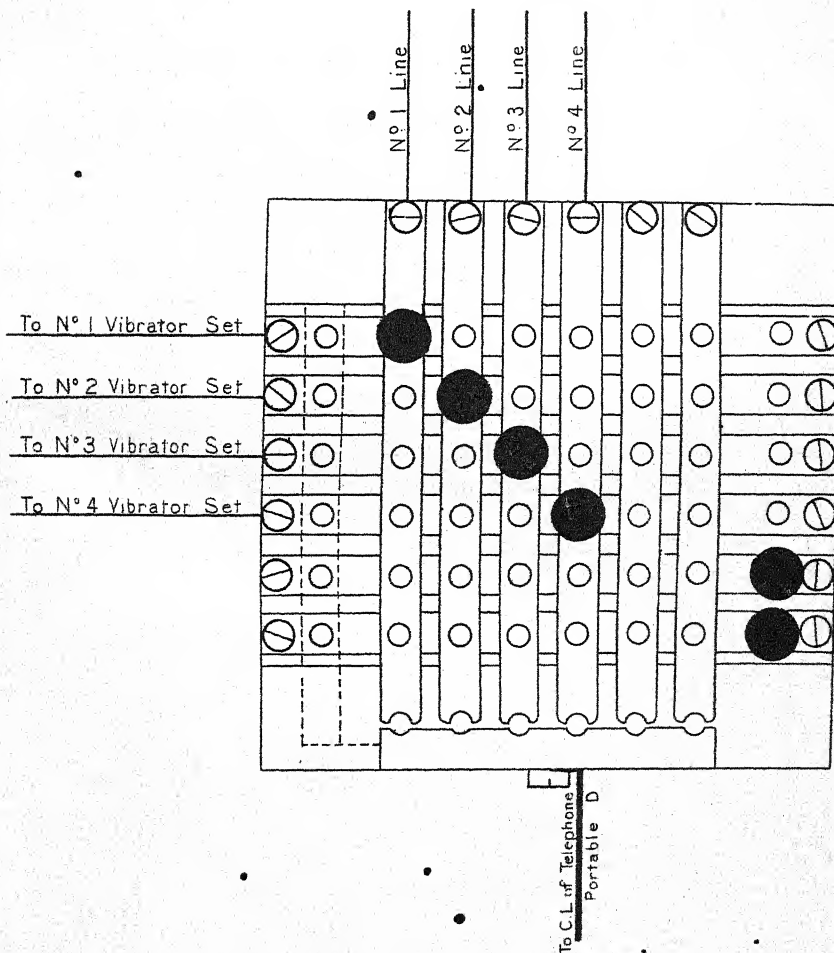 Nº 1 Line
Nº 2 Line
Nº 3 Line
Nº 4 Line
To Nº 1 Vibrator Set
To Nº 2 Vibrator Set
To Nº 3 Vibrator Set
To Nº 4 Vibrator Set
To C.L. of Telephone
Portable D